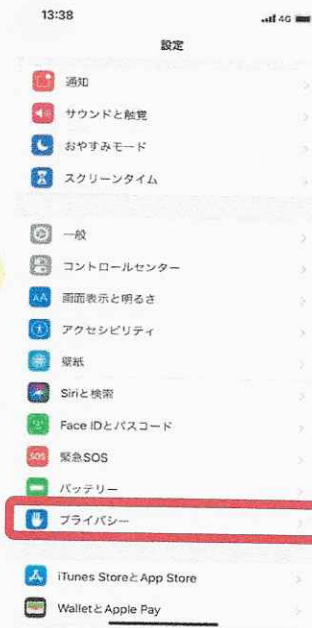 13:38
4G
設定
通知
サウンドと触覚
おやすみモード
スクリーンタイム
一般
コントロールセンター
AA
画面表示と明るさ
アクセシビリティ
壁紙
Siriと検索
Face IDとパスコード
SOS
緊急SOS
バッテリー
プライバシー
iTunes StoreとApp Store
WalletとApple Pay